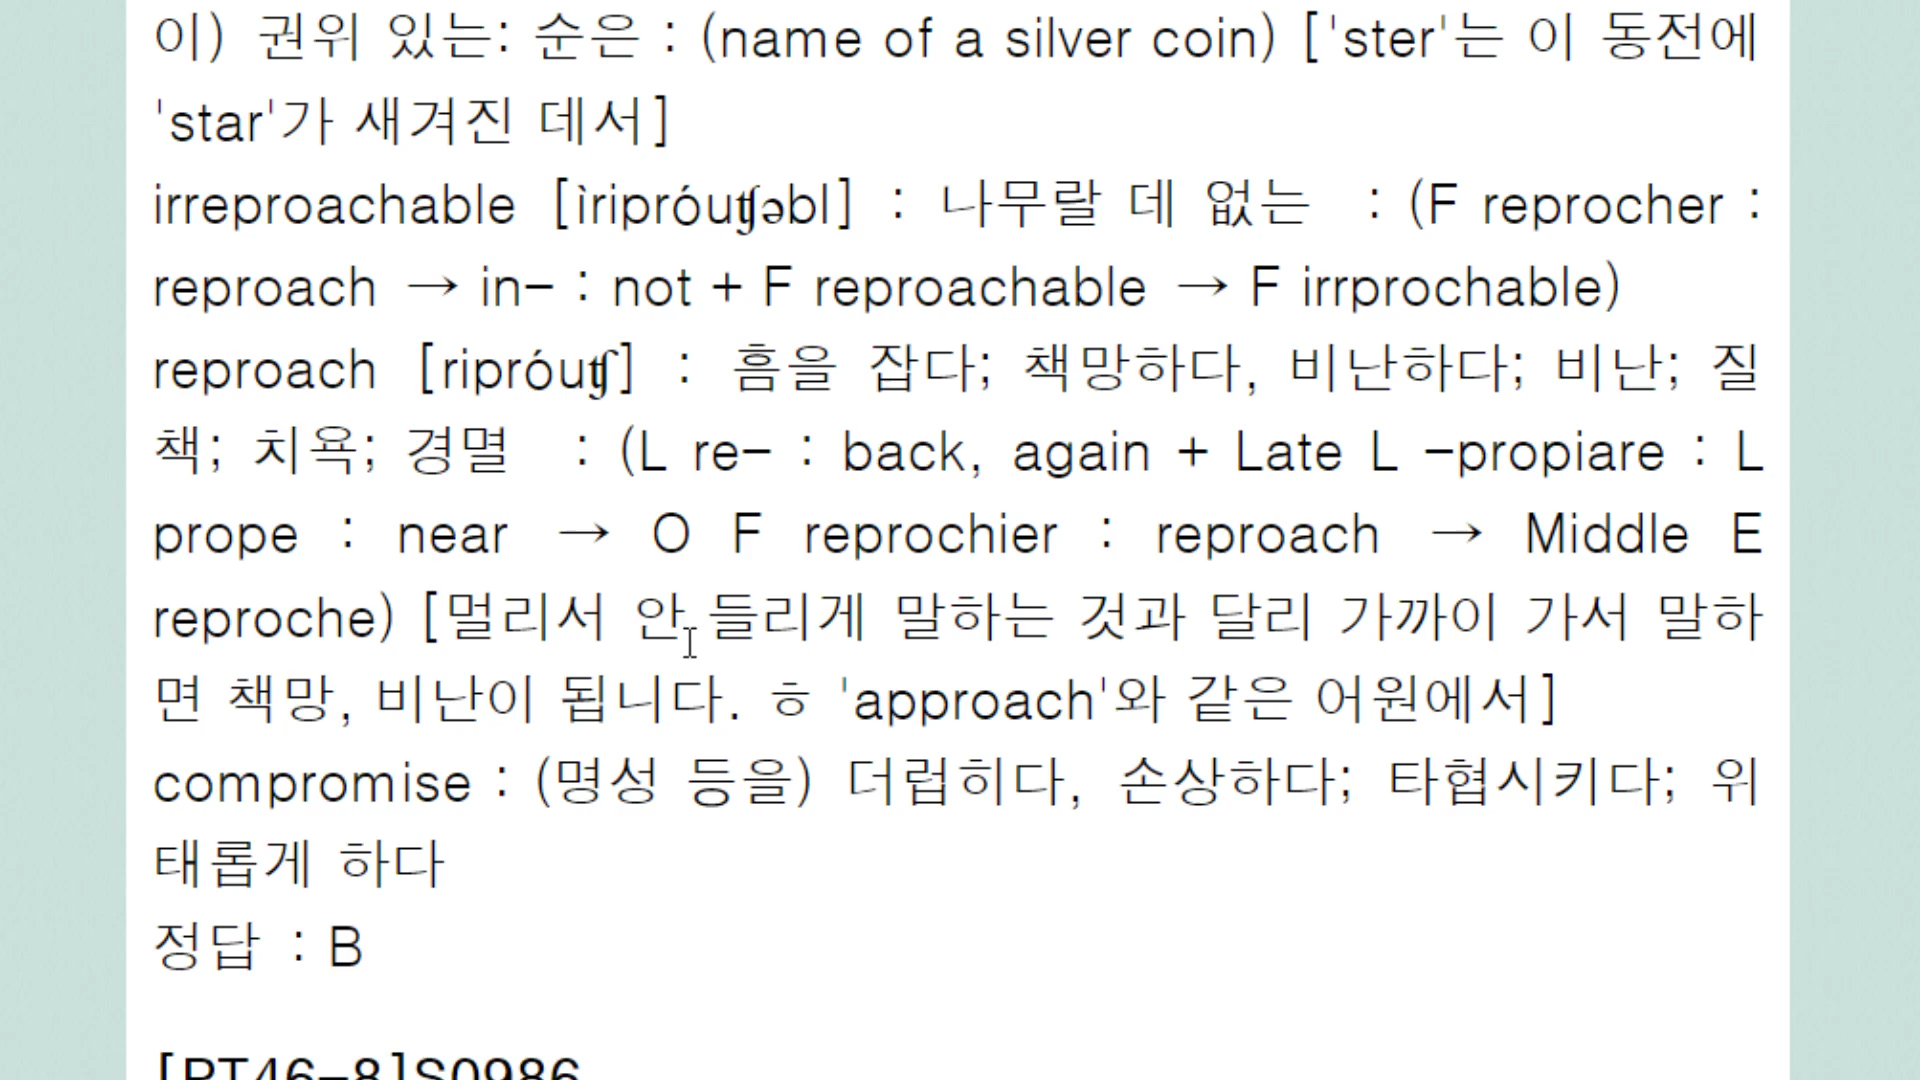 이) 권위 있는: 순은 : (name of a silver coin) ['ster'는 이 동전에
'star'가 새겨진 데서]
irreproachable [ìripróuʧəbl] : 나무랄 데 없는 : (F reprocher :
reproach → in- : not + F reproachable → F irrprochable)
reproach [ripróuʧ] : 흠을 잡다; 책망하다, 비난하다; 비난; 질
책; 치욕; 경멸 : (L re- : back, again + Late L -propiare : L
prope : near → O F reprochier : reproach → Middle E
reproche) [멀리서 안 들리게 말하는 것과 달리 가까이 가서 말하
면 책망, 비난이 됩니다. ㅎ 'approach'와 같은 어원에서]
compromise : (명성 등을) 더럽히다, 손상하다; 타협시키다; 위
태롭게 하다
정답 : B
[PT46-8]S0986